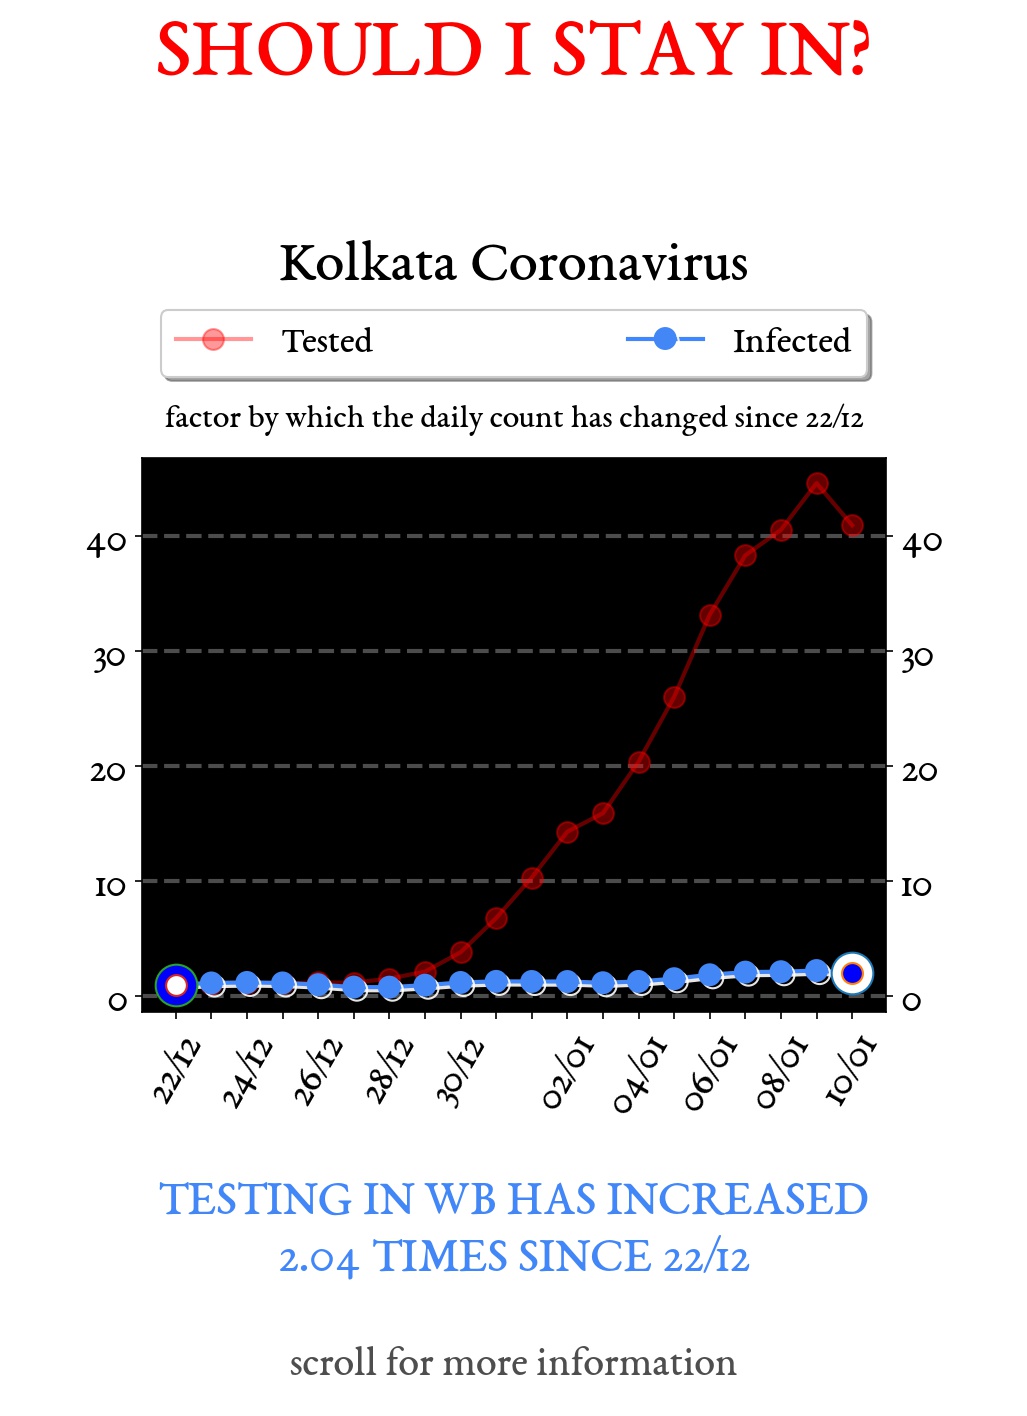 SHOULD I STAY IN?
Kolkata Coronavirus
Tested Infected
factor by which the daily count has changed since 22/12
40 40
30 30
20 20
10 10
0 0
22/12 24/12 26/12 28/12 30/12 02/01 04/01 06/01 08/01 10/01
TESTING IN WB HAS INCREASED
2.04 TIMES SINCE 22/12
scroll for more information